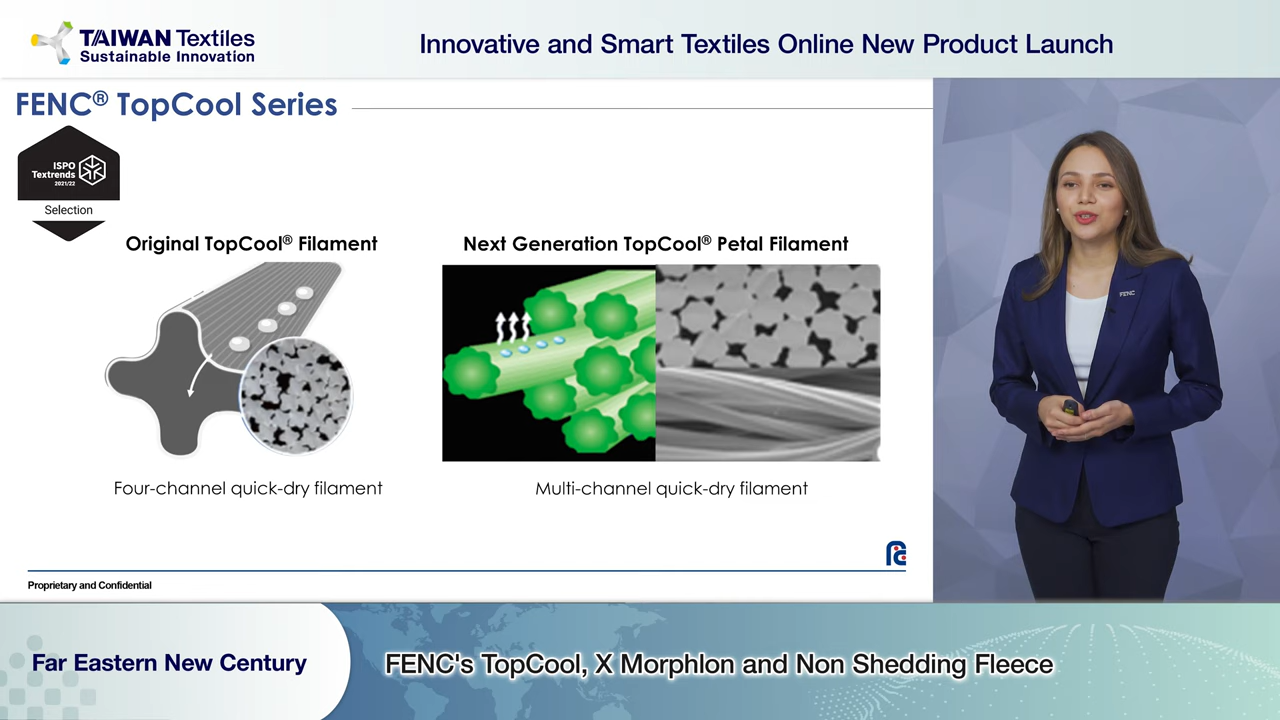 TAIWAN Textiles
Sustainable Innovation
Innovative and Smart Textiles Online New Product Launch
FENC® TopCool Series
ISPO
Textrends
2021/22
Selection
Original TopCool® Filament
Next Generation TopCool® Petal Filament
Four-channel quick-dry filament
Multi-channel quick-dry filament
FENC
Proprietary and Confidential
Far Eastern New Century
FENC's TopCool, X Morphlon and Non Shedding Fleece